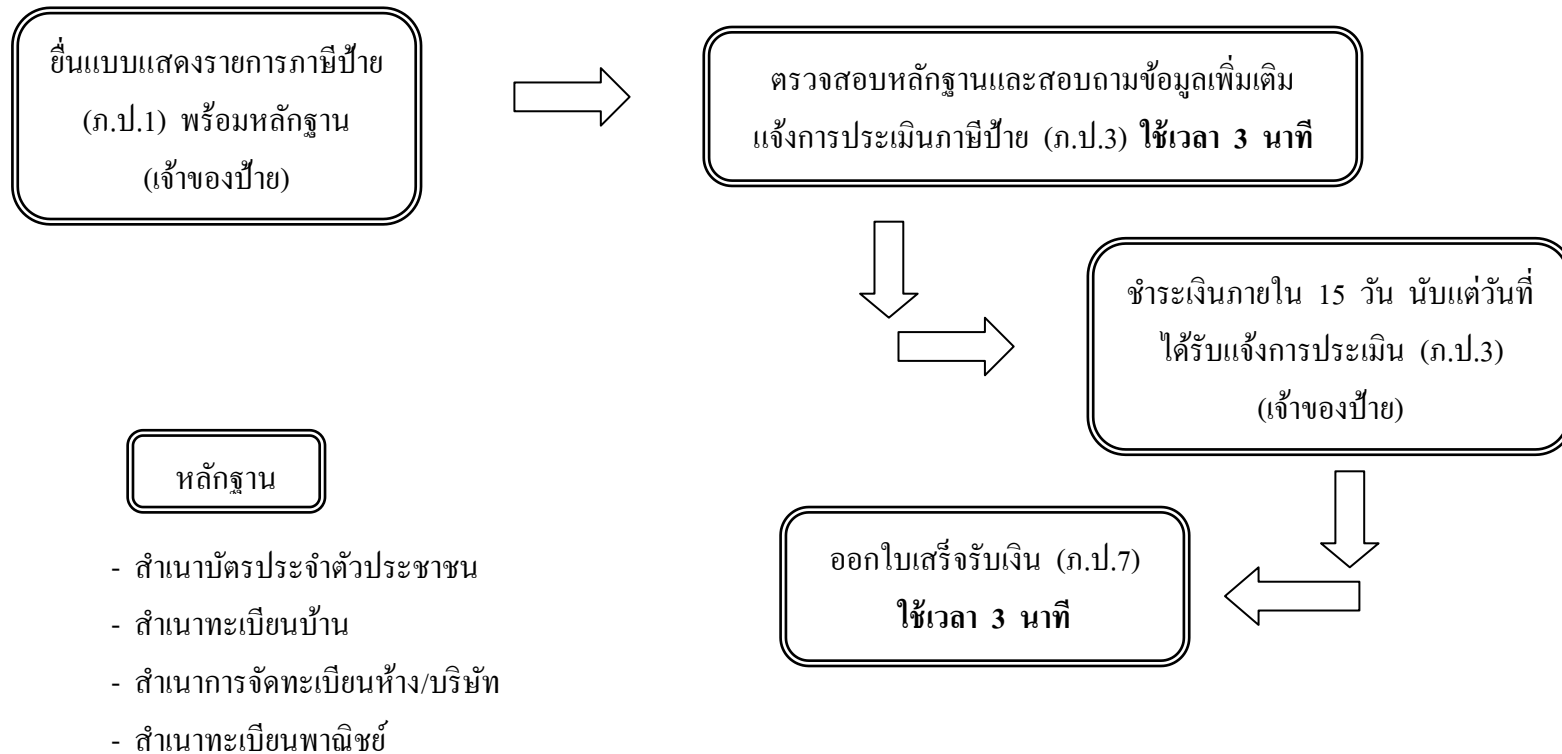 ยื่นแบบแสดงรายการภาษีป้าย
(ภ.ป.1) พร้อมหลักฐาน
(เจ้าของป้าย)
ตรวจสอบหลักฐานและสอบถามข้อมูลเพิ่มเติม
แจ้งการประเมินภาษีป้าย (ภ.ป.3) ใช้เวลา 3 นาที
ชำระเงินภายใน 15 วัน นับแต่วันที่
ได้รับแจ้งการประเมิน (ภ.ป.3)
(เจ้าของป้าย)
ออกใบเสร็จรับเงิน (ภ.ป.7)
ใช้เวลา 3 นาที
หลักฐาน
- สำเนาบัตรประจำตัวประชาชน
- สำเนาทะเบียนบ้าน
- สำเนาการจัดทะเบียนห้าง/บริษัท
- สำเนาทะเบียนพาณิชย์